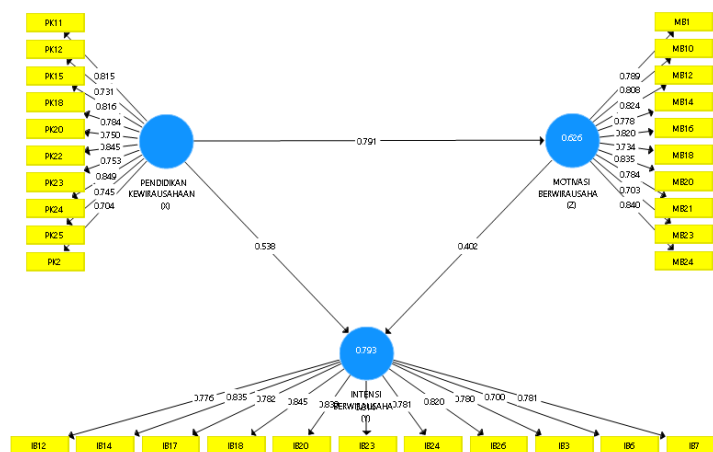 PK11
PK12
PK15
PK18
PK20
PK22
PK23
PK24
PK25
PK2
0.815
0.731
0.816
0.784
0.750
0.845
0.753
0.849
0.745
0.704
PENDIDIKAN
KEWIRAUSAHAAN
(X)
0.791
0.626
MOTIVASI
BERWIRAUSAHA
(Z)
0.789
0.808
0.824
0.778
0.820
0.734
0.835
0.784
0.703
0.840
MB1
MB10
MB12
MB14
MB16
MB18
MB20
MB21
MB23
MB24
0.538
0.402
0.793
INTENSI
BERWIRAUSAHA
(Y)
0.776
0.835
0.782
0.845
0.781
0.820
0.780
0.700
0.781
IB12
IB14
IB17
IB18
IB20
IB23
IB24
IB26
IB3
IB6
IB7